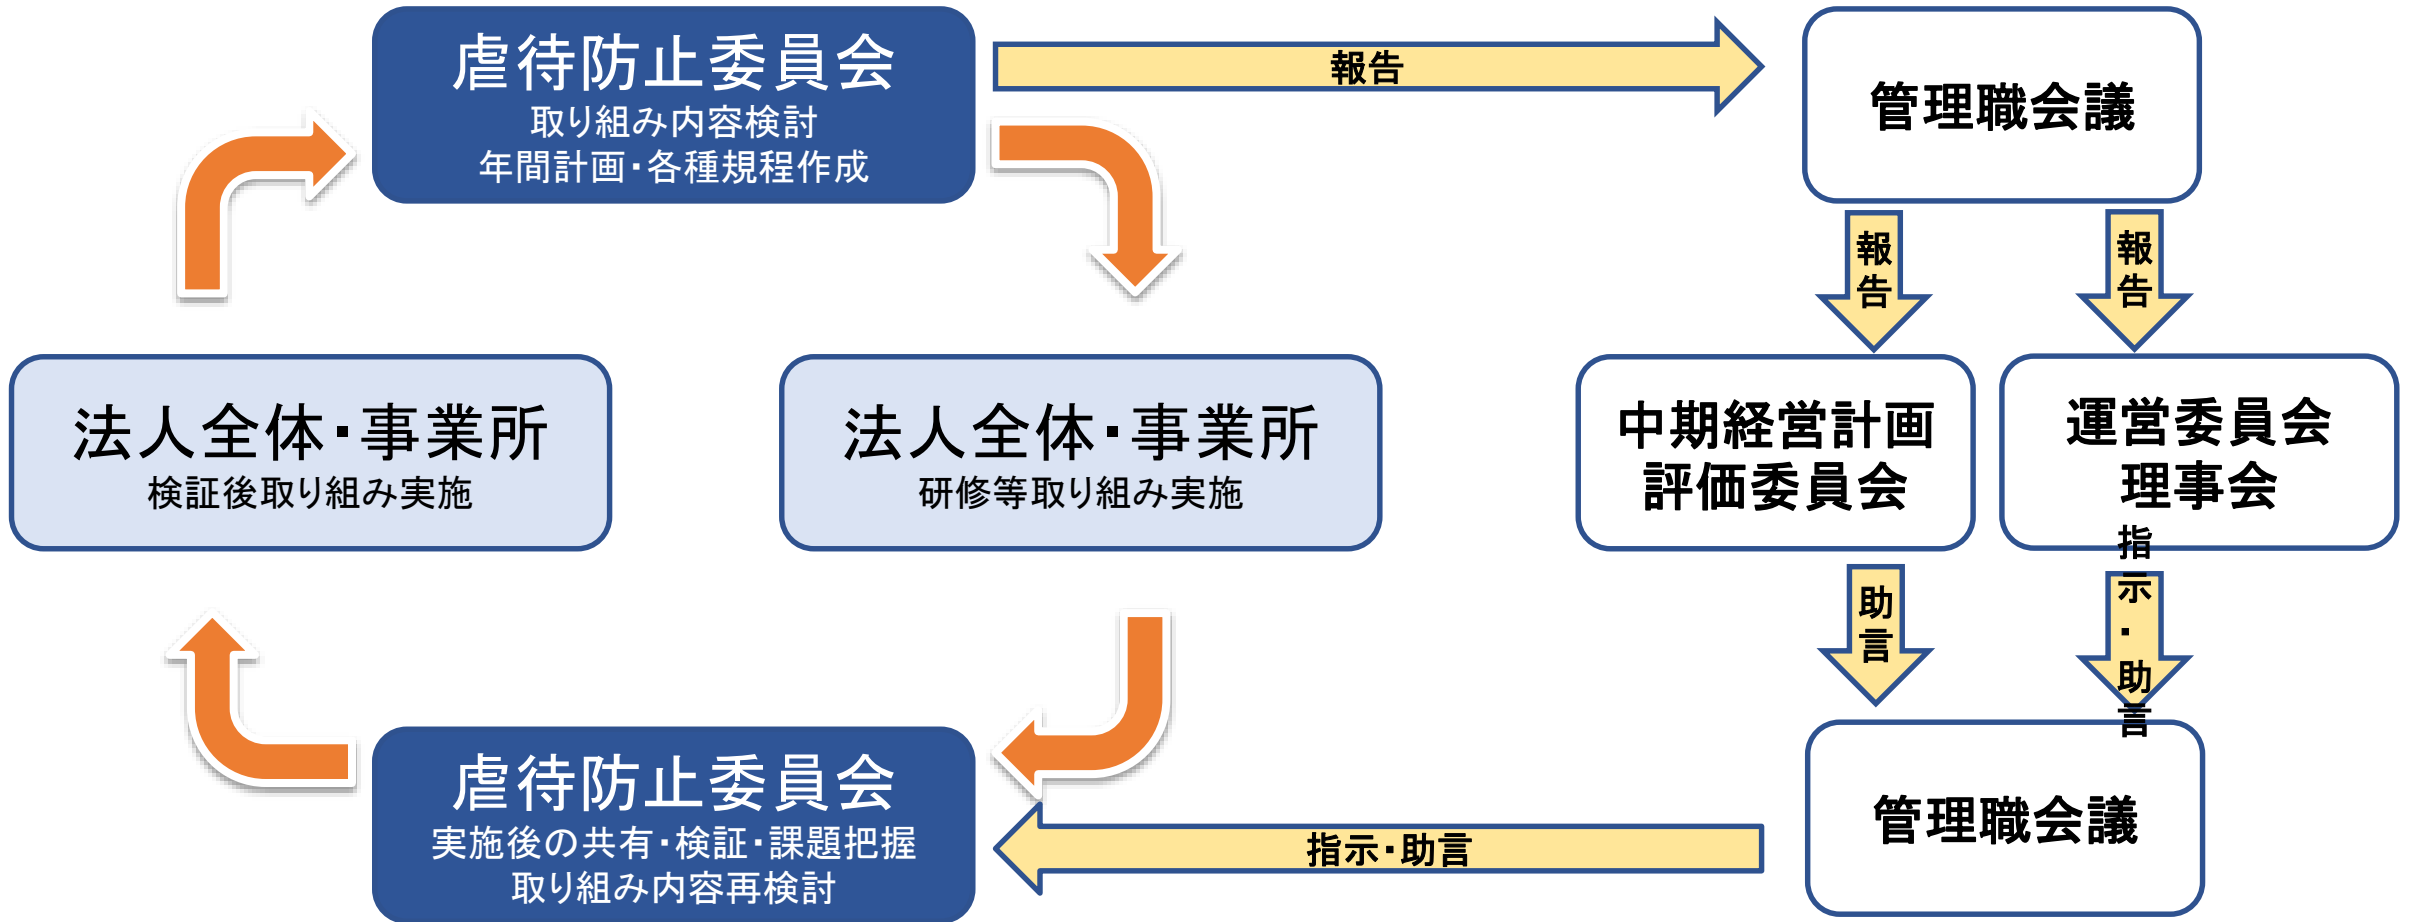 虐待防止委員会
取り組み内容検討
年間計画・各種規程作成
報告
管理職会議
報告
報告
法人全体・事業所
検証後取り組み実施
法人全体・事業所
研修等取り組み実施
中期経営計画
評価委員会
運営委員会
理事会
助言
指示・助言
虐待防止委員会
実施後の共有・検証・課題把握
取り組み内容再検討
指示・助言
管理職会議